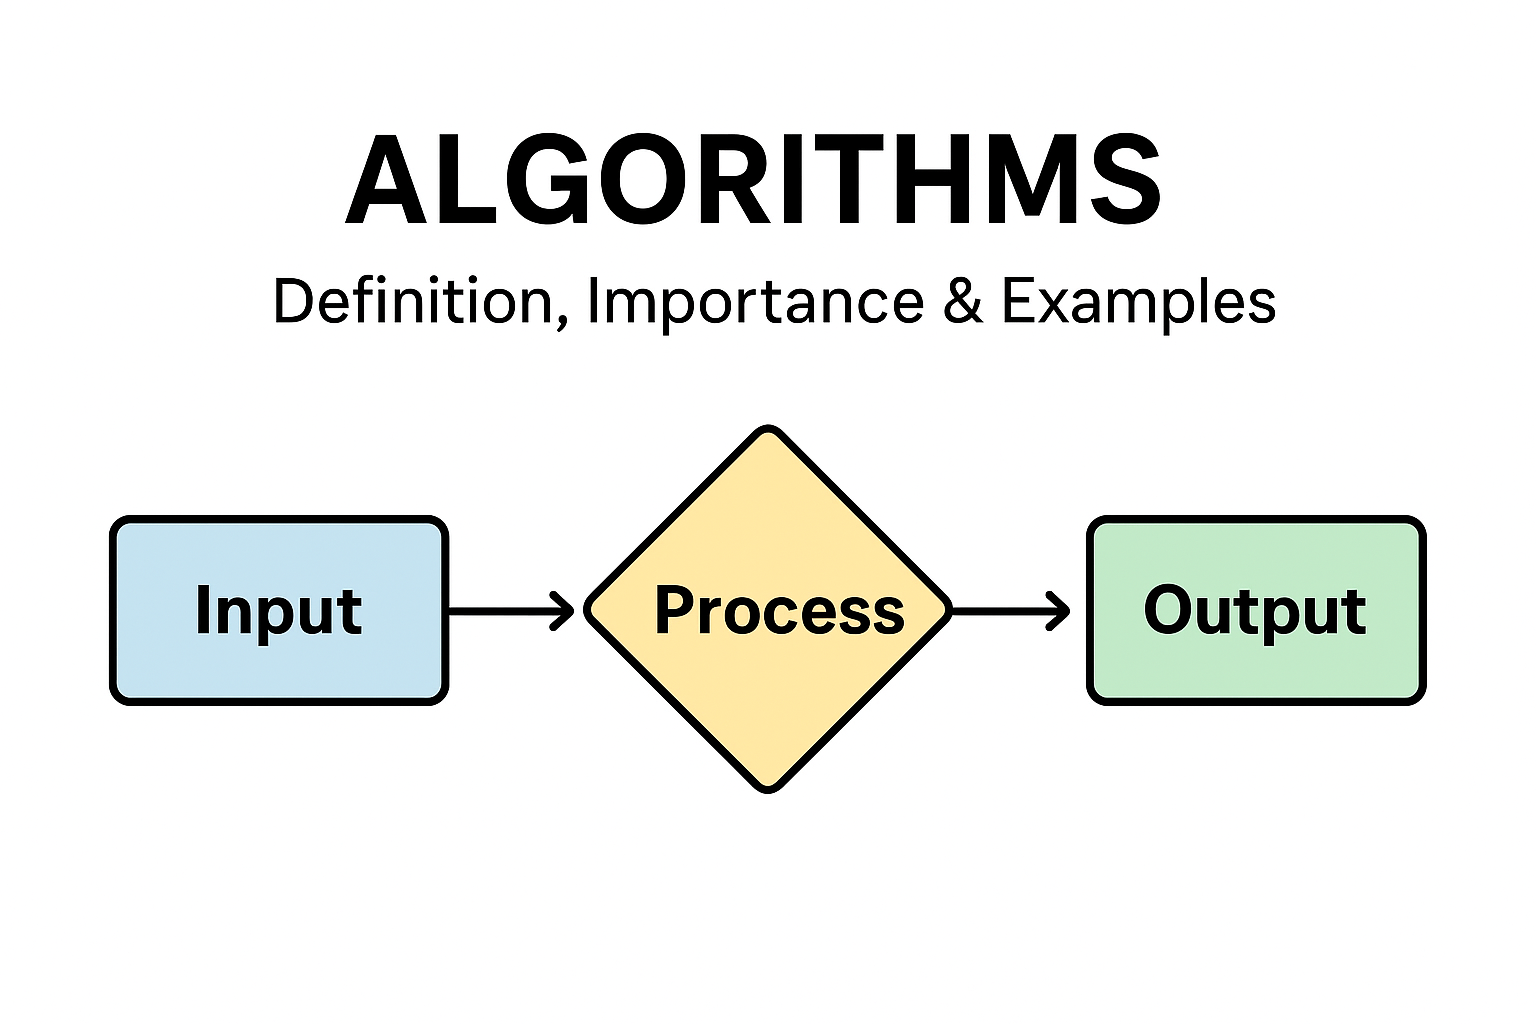 ALGORITHMS
Definition, Importance & Examples
Input
Process
Output